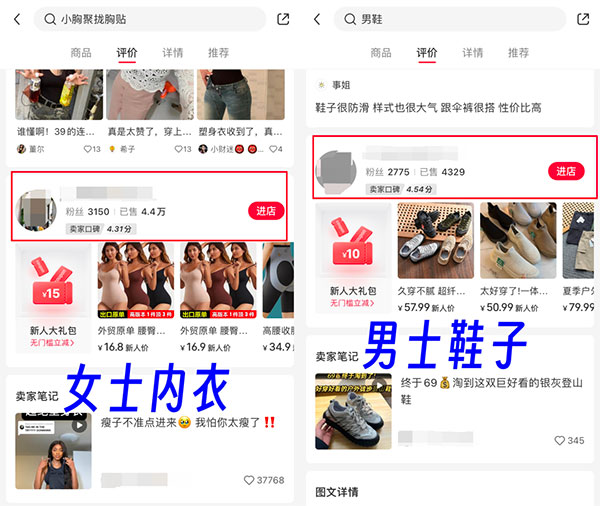 小胸聚拢胸贴
商品 评价 详情 推荐
谁懂啊！39的连… 真是太赞了，穿上… 塑身衣收到了，真…
董尔 13 希子 13 小财迷 4
粉丝 3150 已售 4.4万
进店
卖家口碑 4.31分
¥15
新人大礼包
无门槛立减>
出口原单 高版本1件顶3件
外贸原单 腰臀…
¥16.8 新人价
出口原单 高版本1件顶3件
外贸原单 腰臀…
¥16.9 新人价
高腰收腹
¥34.9
女士内衣
卖家笔记
瘦子不准点进来🥹 我怕你太瘦了‼️
37768
男鞋
商品 评价 详情 推荐
事姐
鞋子很防滑 样式也很大气 跟伞裤很搭 性价比高
粉丝 2775 已售 4329
进店
卖家口碑 4.54分
¥10
新人大礼包
无门槛立减>
久穿不腻 超纤…
¥57.99 新人价
太好穿了!一体…
¥50.99 新人价
夏季户外
¥79.99
男士鞋子
卖家笔记
终于69💰淘到这双巨好看的银灰登山
鞋
345
图文详情